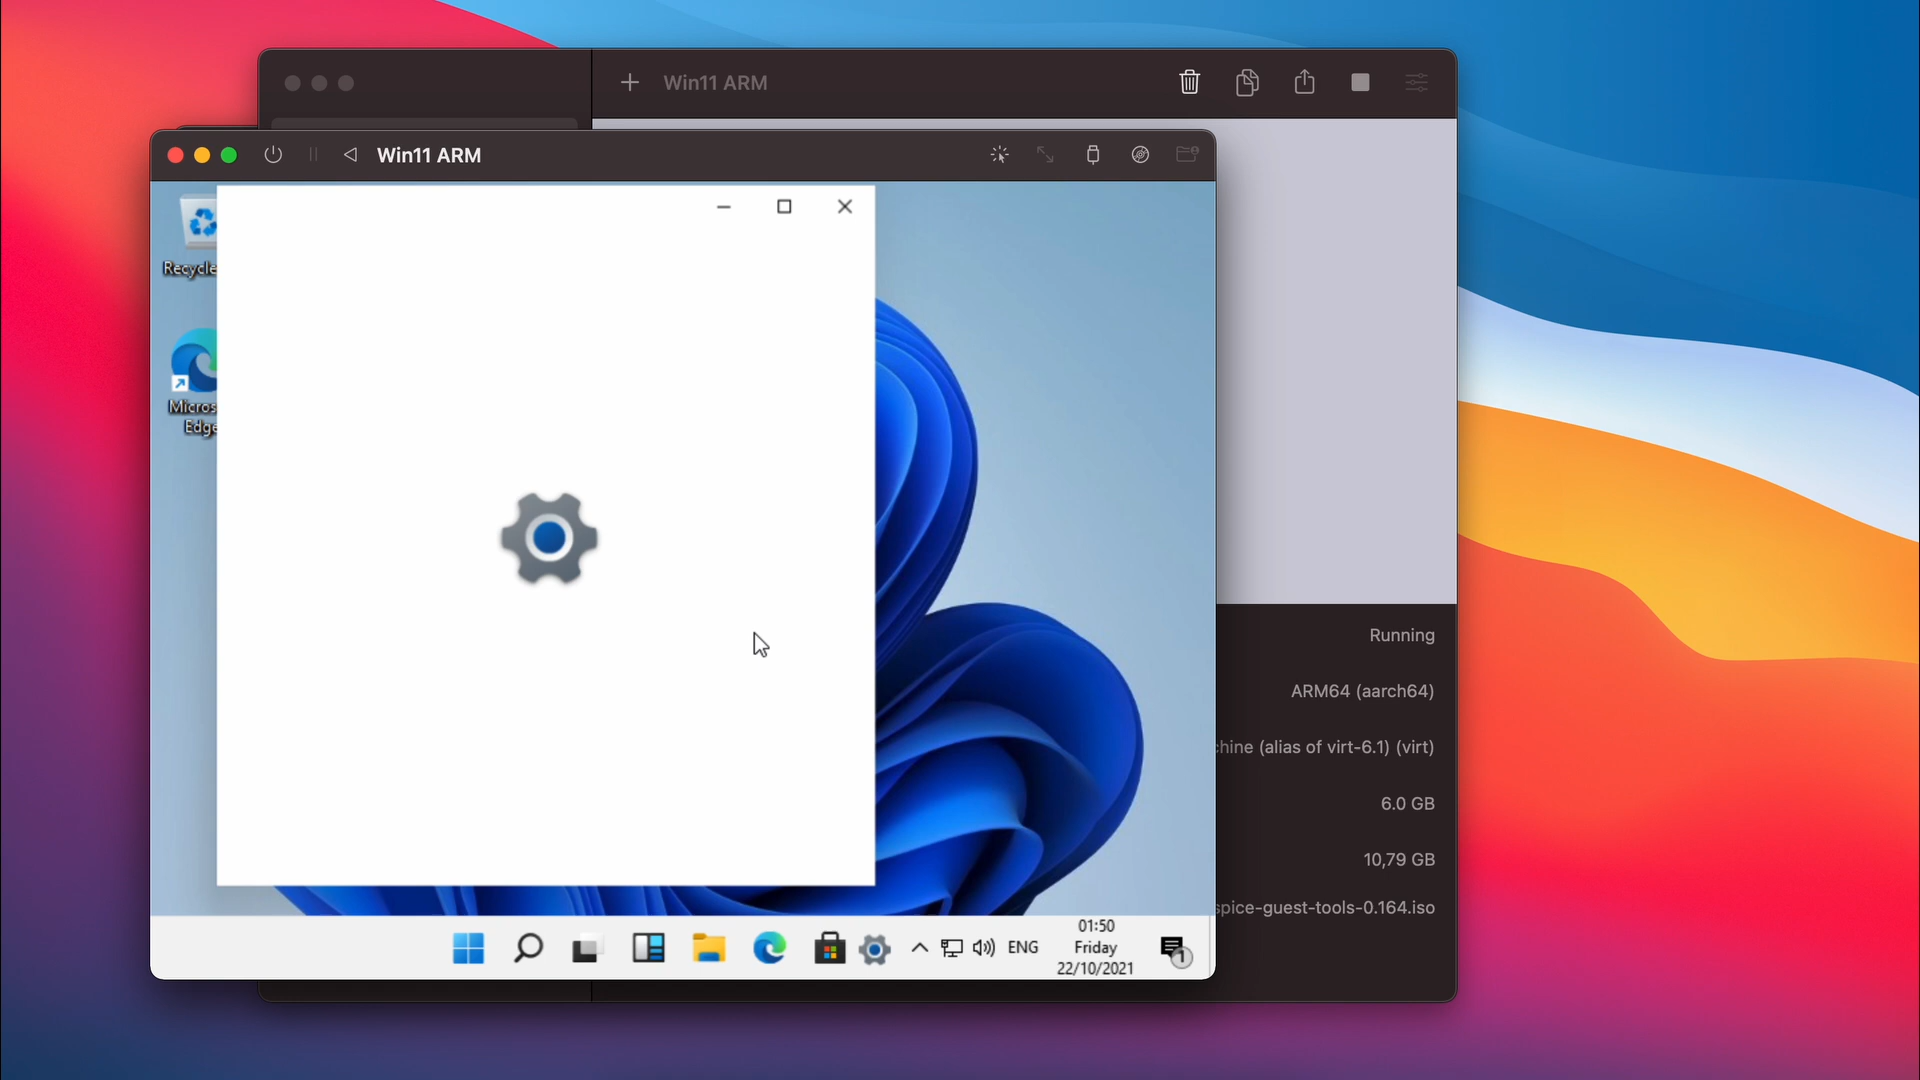 Win11 ARM
Win11 ARM
Recycle
Micros
Edge
Running
ARM64 (aarch64)
chine (alias of virt-6.1) (virt)
6.0 GB
10,79 GB
spice-guest-tools-0.164.iso
ENG
01:50
Friday
22/10/2021
1